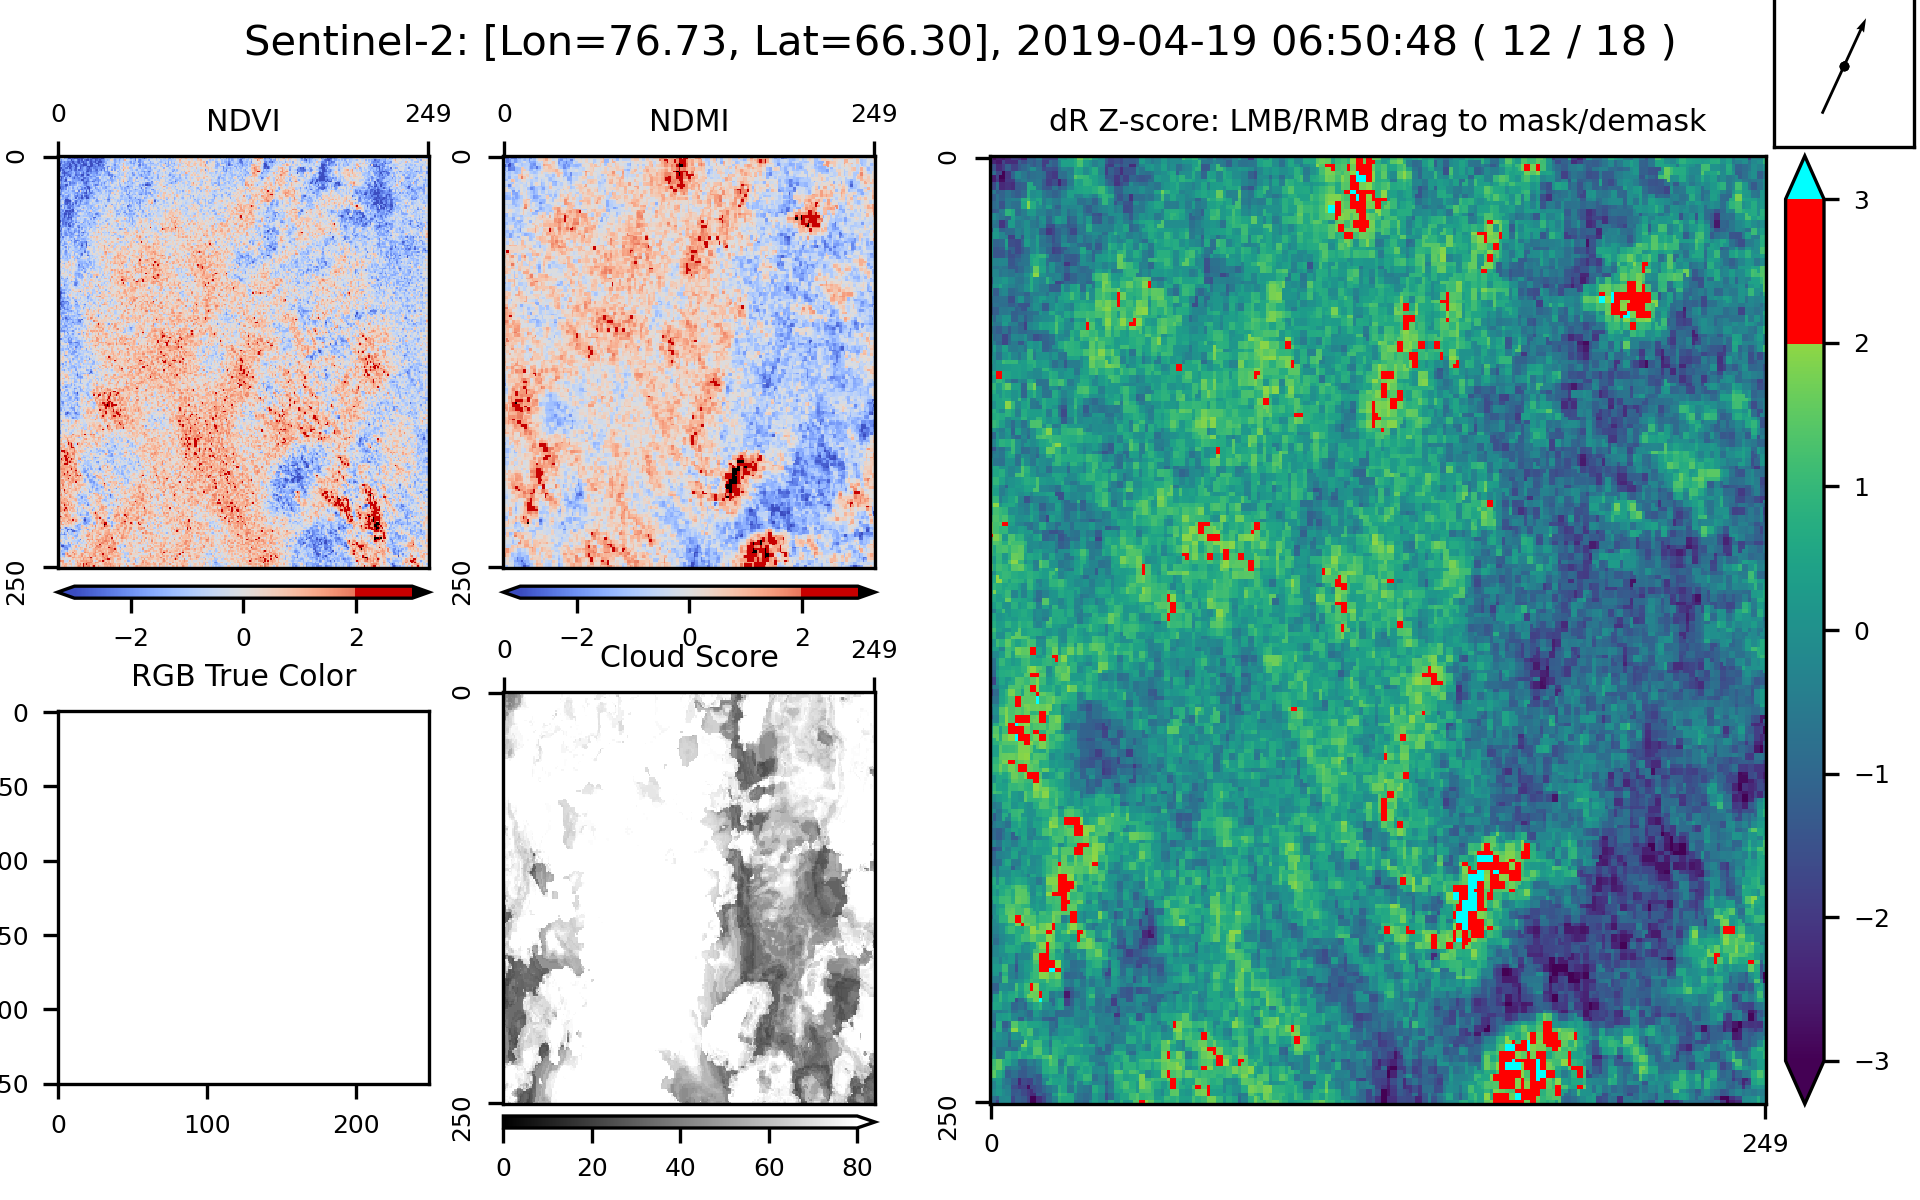 Sentinel-2: [Lon=76.73, Lat=66.30], 2019-04-19 06:50:48 ( 12 / 18 )
0 NDVI 249
0
250
−2 0 2
0 NDMI 249
0
250
−2 0 2
dR Z-score: LMB/RMB drag to mask/demask
0
250
0 249
3
2
1
0
−1
−2
−3
RGB True Color
0
50
00
50
00
50
0 100 200
0 Cloud Score 249
0
250
0 20 40 60 80